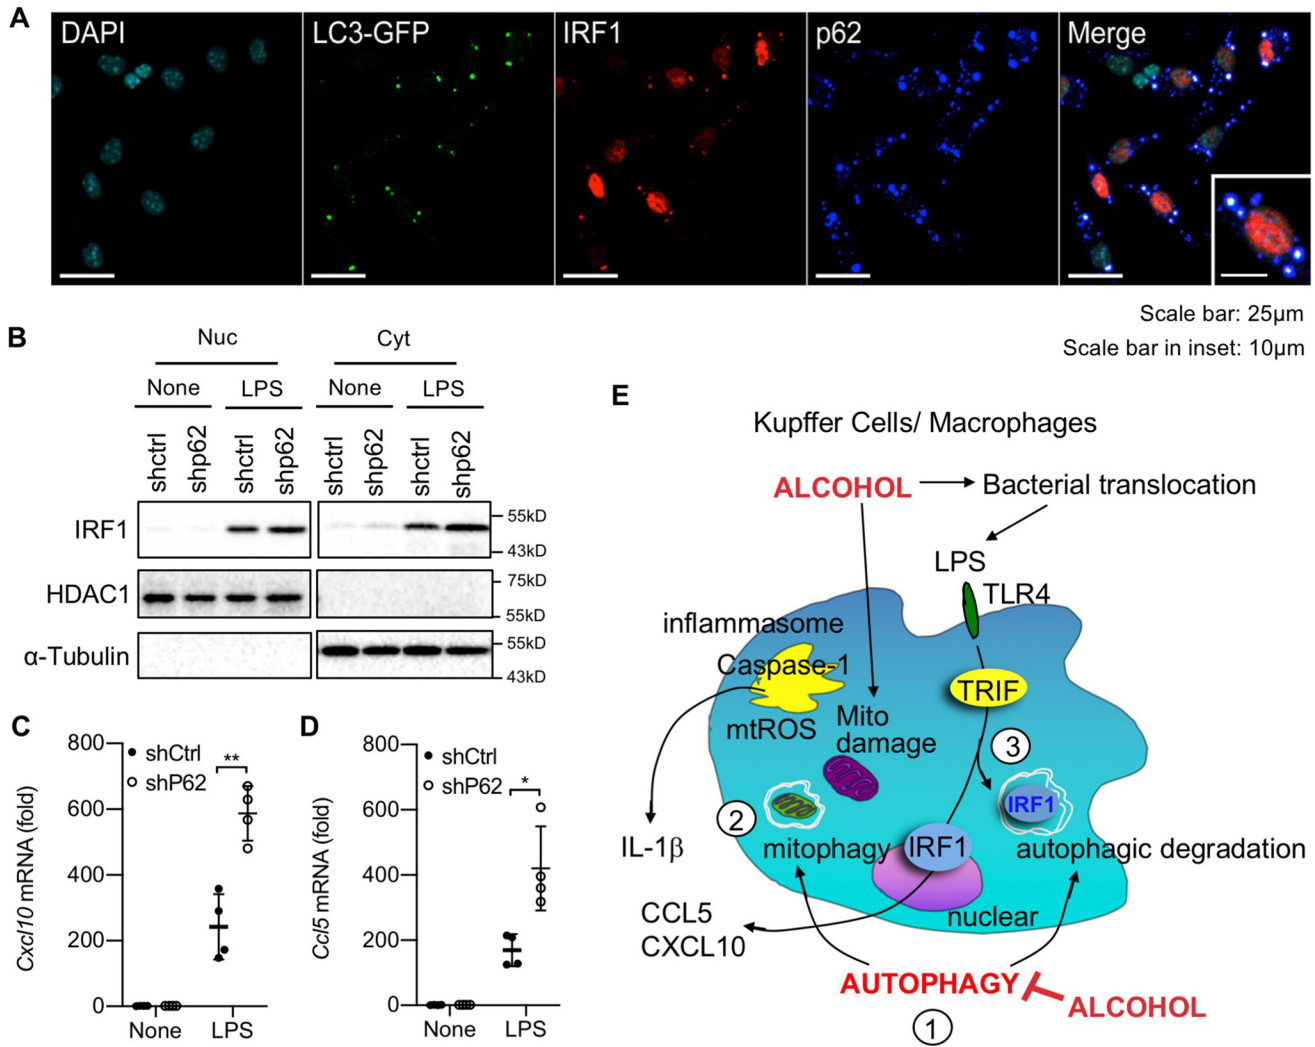 A
DAPI
LC3-GFP
IRF1
p62
Merge
Scale bar: 25μm
Scale bar in inset: 10μm
B
Nuc
Cyt
None
LPS
None
LPS
shctrl
shp62
shctrl
shp62
shctrl
shp62
shctrl
shp62
IRF1
55kD
43kD
HDAC1
75kD
55kD
α-Tubulin
55kD
43kD
C
Cxcl10 mRNA (fold)
800
600
400
200
0
shCtrl
shP62
**
None
LPS
D
Ccl5 mRNA (fold)
800
600
400
200
0
shCtrl
shP62
*
None
LPS
E
Kupffer Cells/ Macrophages
ALCOHOL
Bacterial translocation
LPS
TLR4
inflammasome
Caspase-1
mtROS
Mito
damage
TRIF
3
IRF1
2
IL-1β
mitophagy
IRF1
autophagic degradation
nuclear
CCL5
CXCL10
AUTOPHAGY
ALCOHOL
1